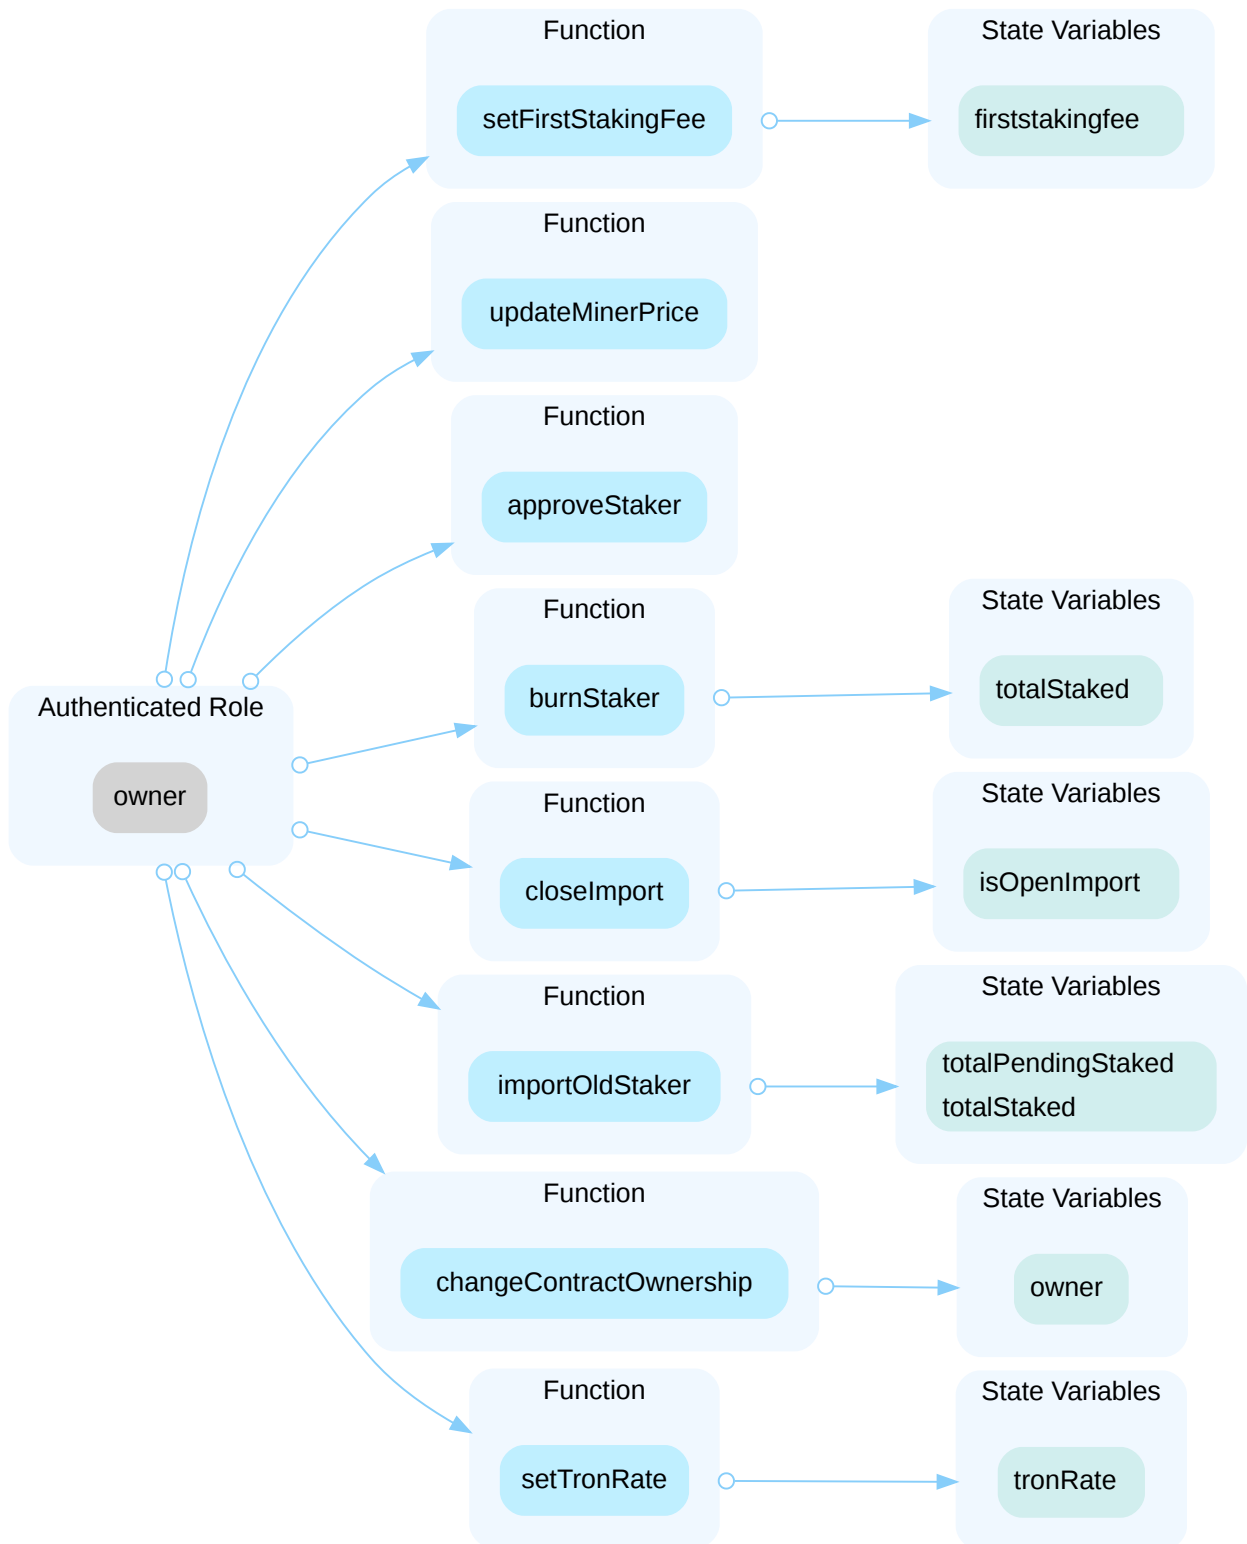 Function
setFirstStakingFee
State Variables
firststakingfee
Function
updateMinerPrice
Function
approveStaker
Function
burnStaker
State Variables
totalStaked
Authenticated Role
owner
Function
closeImport
State Variables
isOpenImport
Function
importOldStaker
State Variables
totalPendingStaked
totalStaked
Function
changeContractOwnership
State Variables
owner
Function
setTronRate
State Variables
tronRate